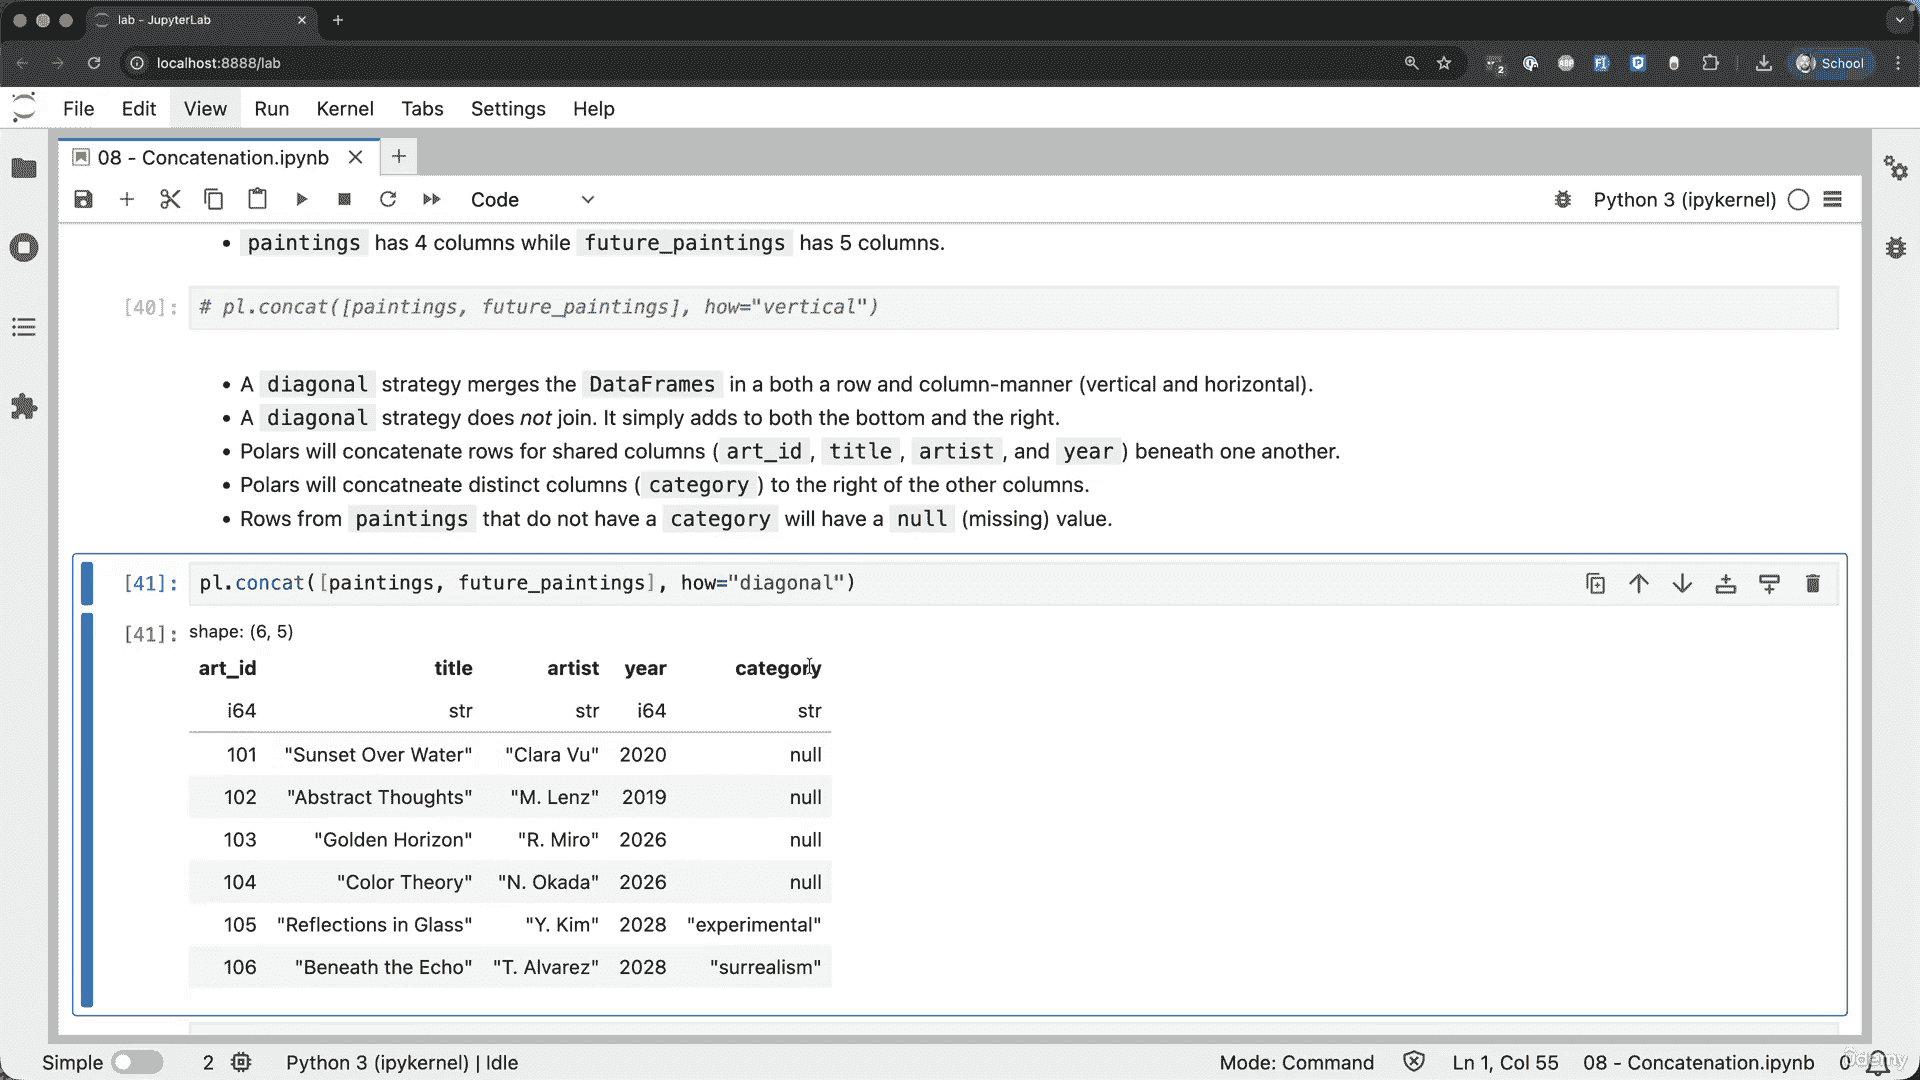 lab - JupyterLab
localhost:8888/lab
2
School
File Edit View Run Kernel Tabs Settings Help
08 - Concatenation.ipynb
Code
Python 3 (ipykernel)
• paintings has 4 columns while future_paintings has 5 columns.
[40]: # pl.concat([paintings, future_paintings], how="vertical")
• A diagonal strategy merges the DataFrames in a both a row and column-manner (vertical and horizontal).
• A diagonal strategy does not join. It simply adds to both the bottom and the right.
• Polars will concatenate rows for shared columns ( art_id , title , artist , and year ) beneath one another.
• Polars will concatneate distinct columns ( category ) to the right of the other columns.
• Rows from paintings that do not have a category will have a null (missing) value.
[41]: pl.concat([paintings, future_paintings], how="diagonal")
[41]: shape: (6, 5)
art_id title artist year category
i64 str str i64 str
101 "Sunset Over Water" "Clara Vu" 2020 null
102 "Abstract Thoughts" "M. Lenz" 2019 null
103 "Golden Horizon" "R. Miro" 2026 null
104 "Color Theory" "N. Okada" 2026 null
105 "Reflections in Glass" "Y. Kim" 2028 "experimental"
106 "Beneath the Echo" "T. Alvarez" 2028 "surrealism"
Simple 2 Python 3 (ipykernel) | Idle Mode: Command Ln 1, Col 55 08 - Concatenation.ipynb 0
Udemy